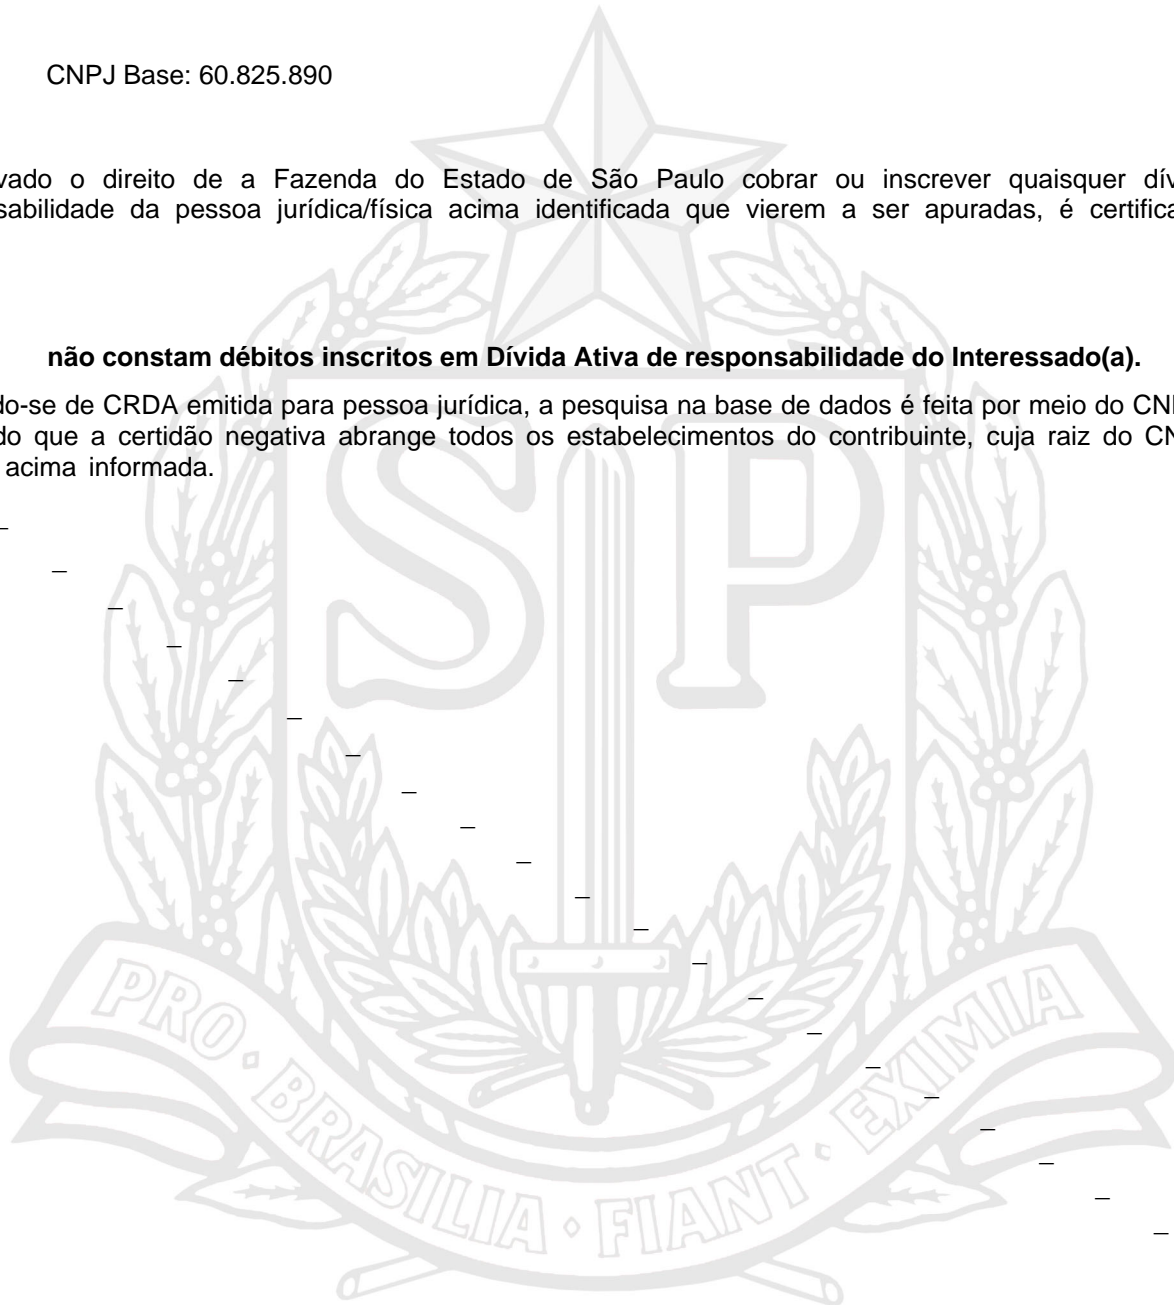 CNPJ Base: 60.825.890
vado o direito de a Fazenda do Estado de São Paulo cobrar ou inscrever quaisquer dív
sabilidade da pessoa jurídica/física acima identificada que vierem a ser apuradas, é certifica
não constam débitos inscritos em Dívida Ativa de responsabilidade do Interessado(a).
do-se de CRDA emitida para pessoa jurídica, a pesquisa na base de dados é feita por meio do CN
do que a certidão negativa abrange todos os estabelecimentos do contribuinte, cuja raiz do CN
acima informada.
SP
PRO · BRASILIA · FIANT · EXIMIA